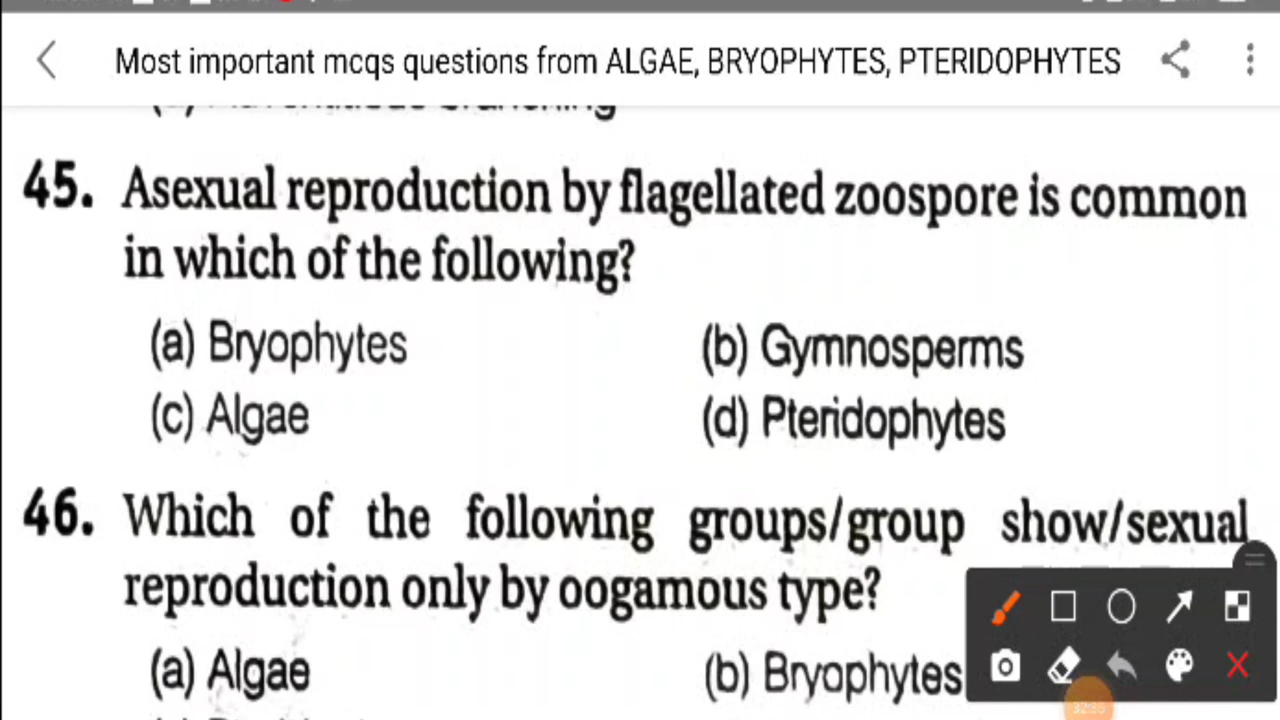 Most important mcqs questions from ALGAE, BRYOPHYTES, PTERIDOPHYTES
45. Asexual reproduction by flagellated zoospore is common
in which of the following?
(a) Bryophytes (b) Gymnosperms
(c) Algae (d) Pteridophytes
46. Which of the following groups/group show/sexual
reproduction only by oogamous type?
(a) Algae (b) Bryophytes